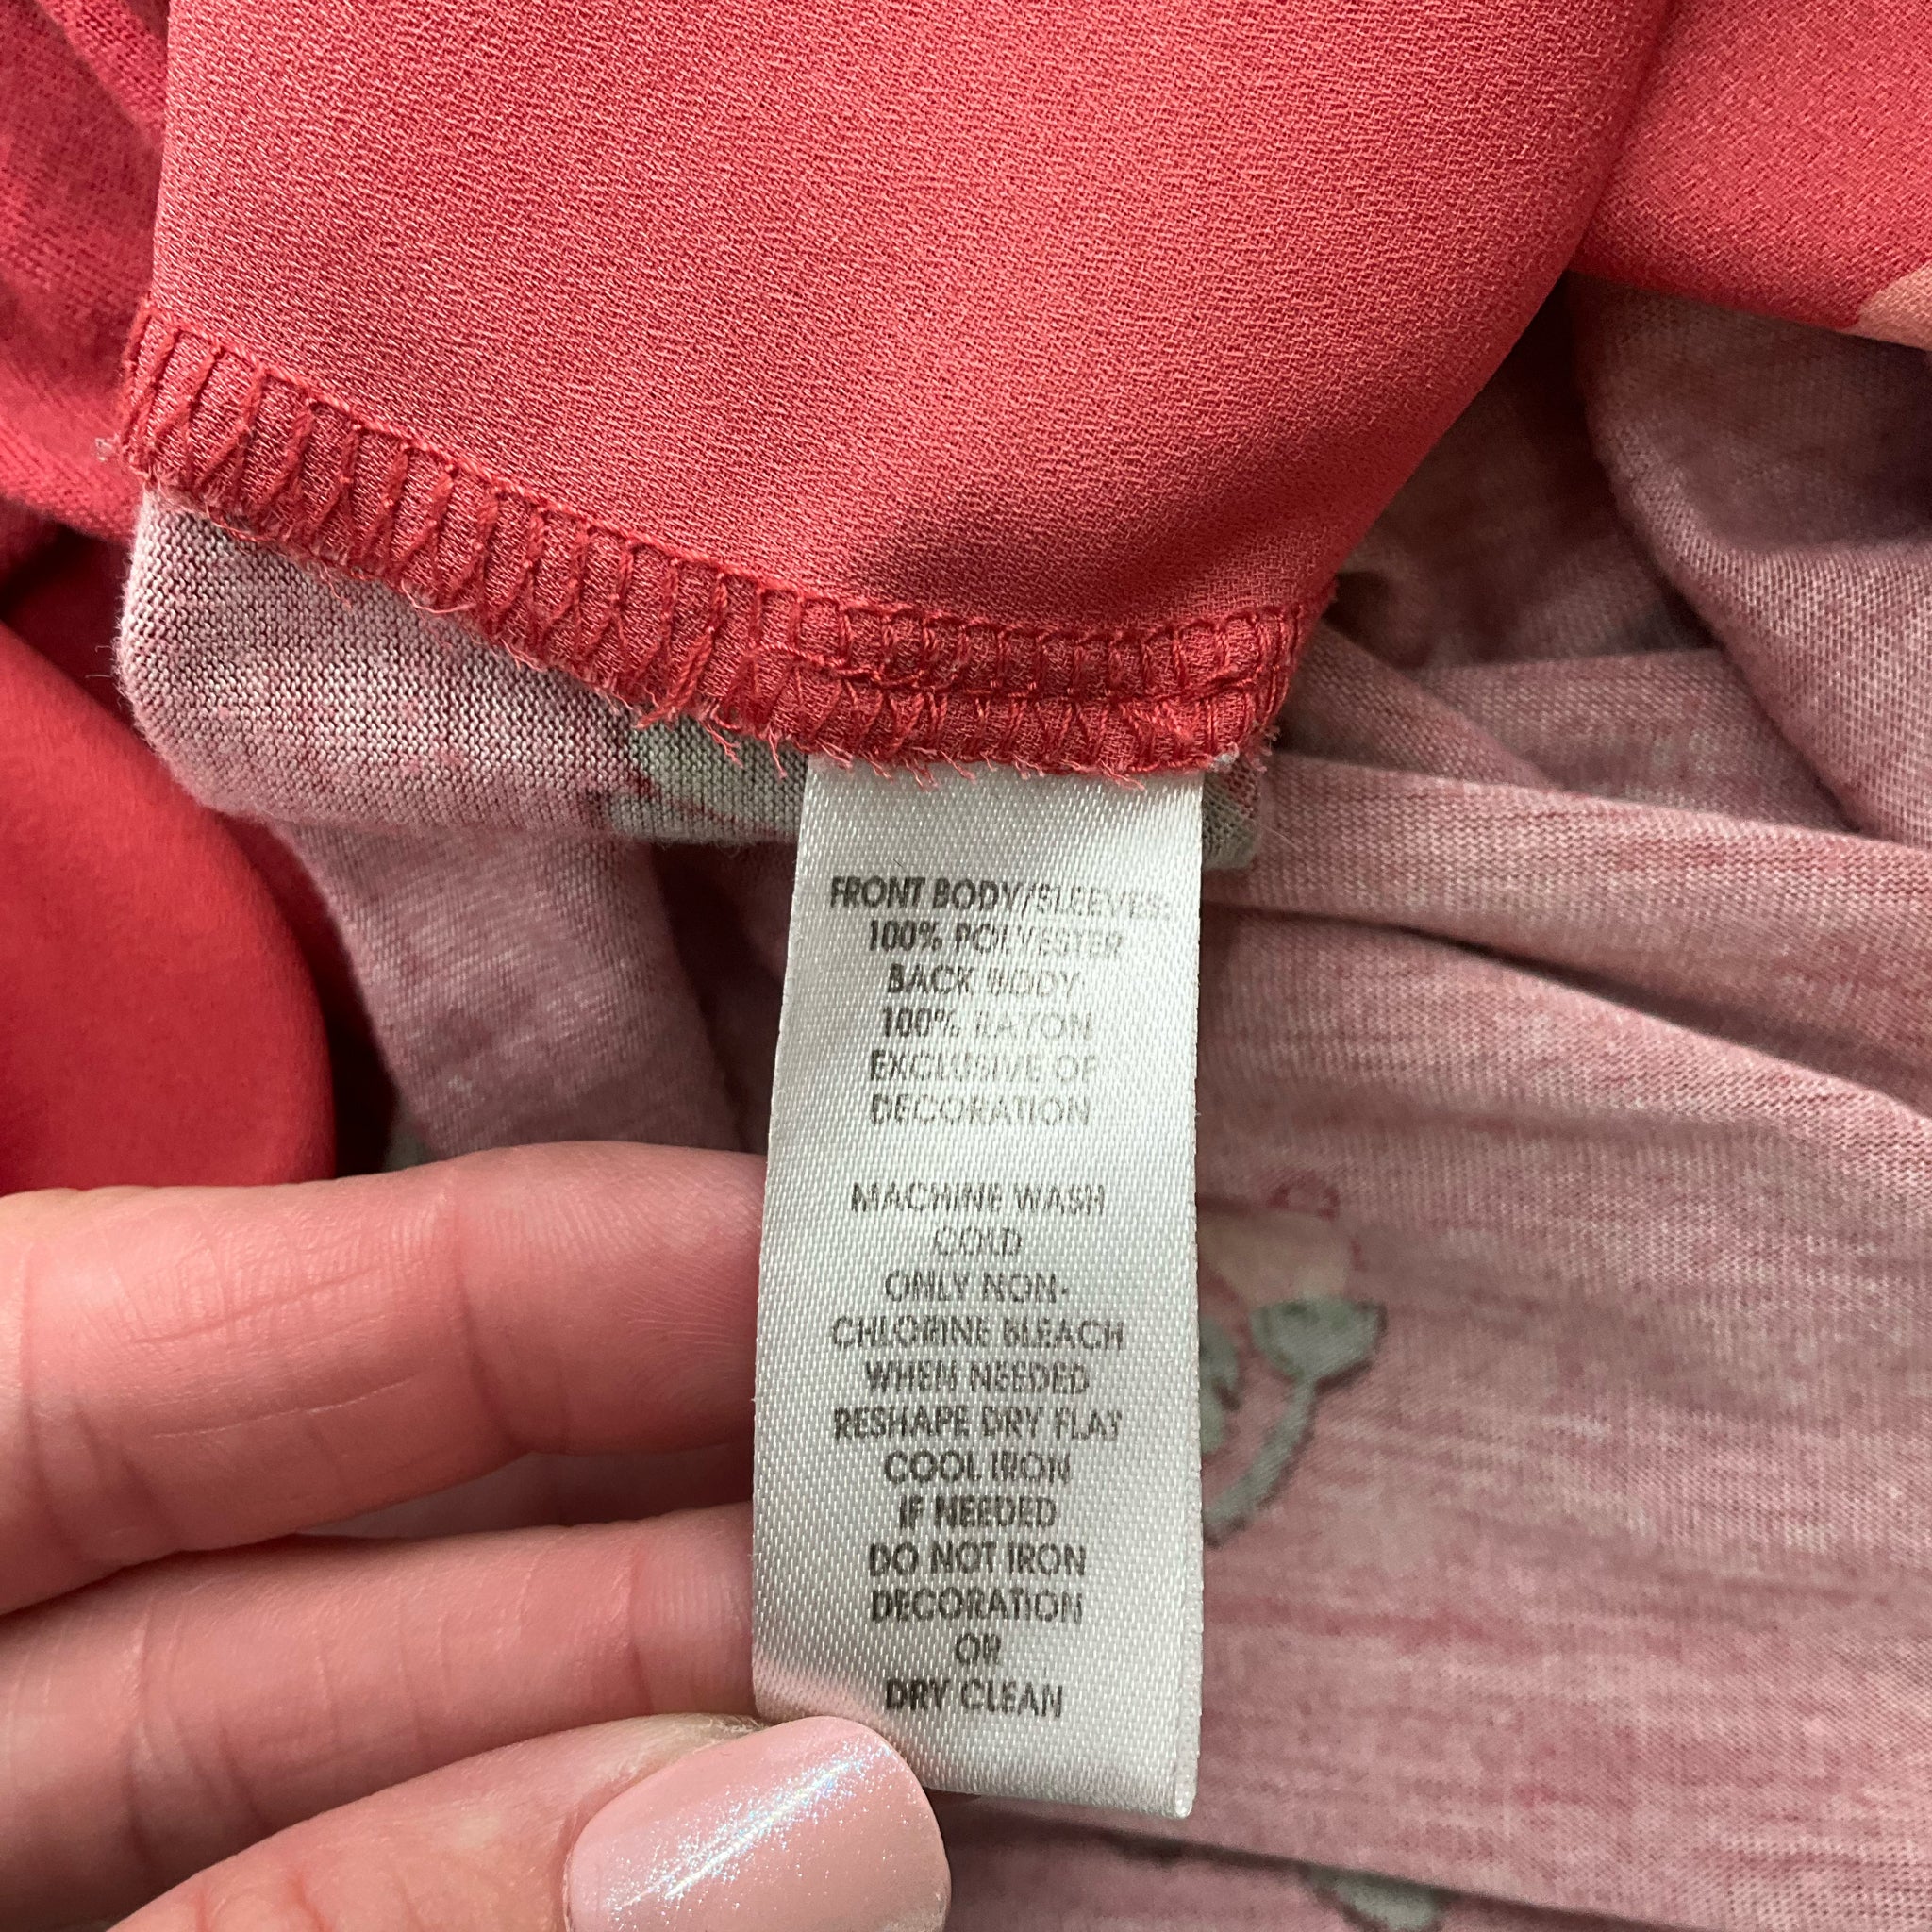 FRONT BODY/SLEEVES:
100% POLYESTER
BACK BODY:
100% RAYON
EXCLUSIVE OF
DECORATION
MACHINE WASH
COLD
ONLY NON-
CHLORINE BLEACH
WHEN NEEDED
RESHAPE DRY FLAT
COOL IRON
IF NEEDED
DO NOT IRON
DECORATION
OR
DRY CLEAN